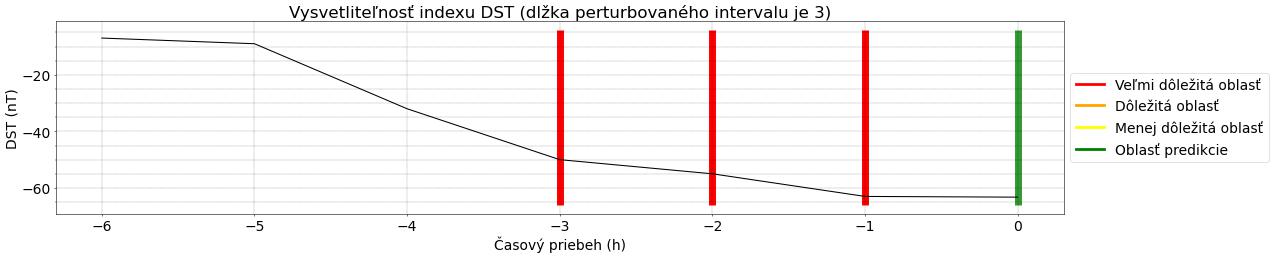 Vysvetliteľnosť indexu DST (dĺžka perturbovaného intervalu je 3)
DST (nT)
−20
−40
−60
−6
−5
−4
−3
−2
−1
0
Časový priebeh (h)
Veľmi dôležitá oblasť
Dôležitá oblasť
Menej dôležitá oblasť
Oblasť predikcie